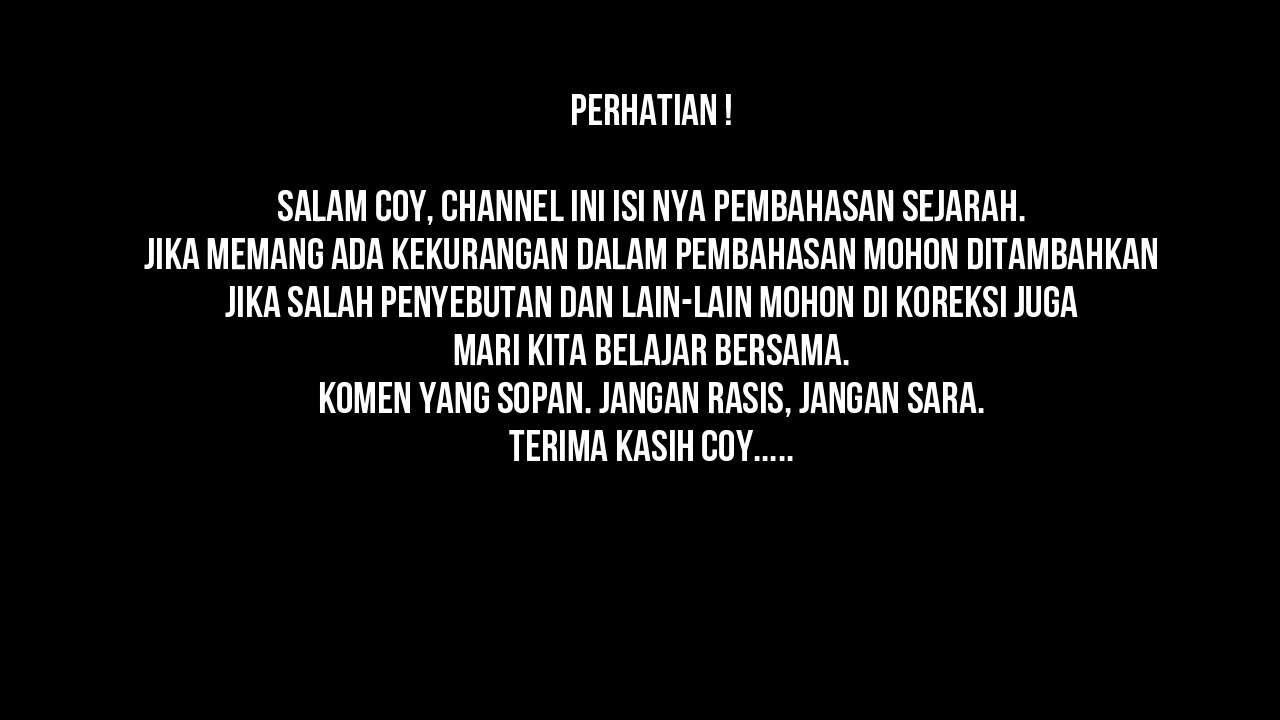 PERHATIAN !
SALAM COY, CHANNEL INI ISI NYA PEMBAHASAN SEJARAH.
JIKA MEMANG ADA KEKURANGAN DALAM PEMBAHASAN MOHON DITAMBAHKAN
JIKA SALAH PENYEBUTAN DAN LAIN-LAIN MOHON DI KOREKSI JUGA
MARI KITA BELAJAR BERSAMA.
KOMEN YANG SOPAN. JANGAN RASIS, JANGAN SARA.
TERIMA KASIH COY.....